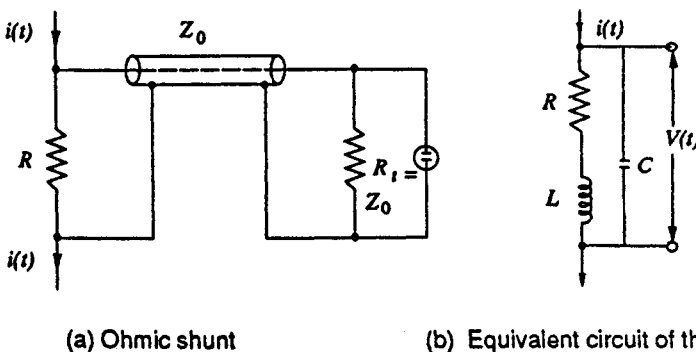 i(t)
Z0
R
Rt =
Z0
i(t)
(a) Ohmic shunt
i(t)
R
L
C
V(t)
(b) Equivalent circuit of th